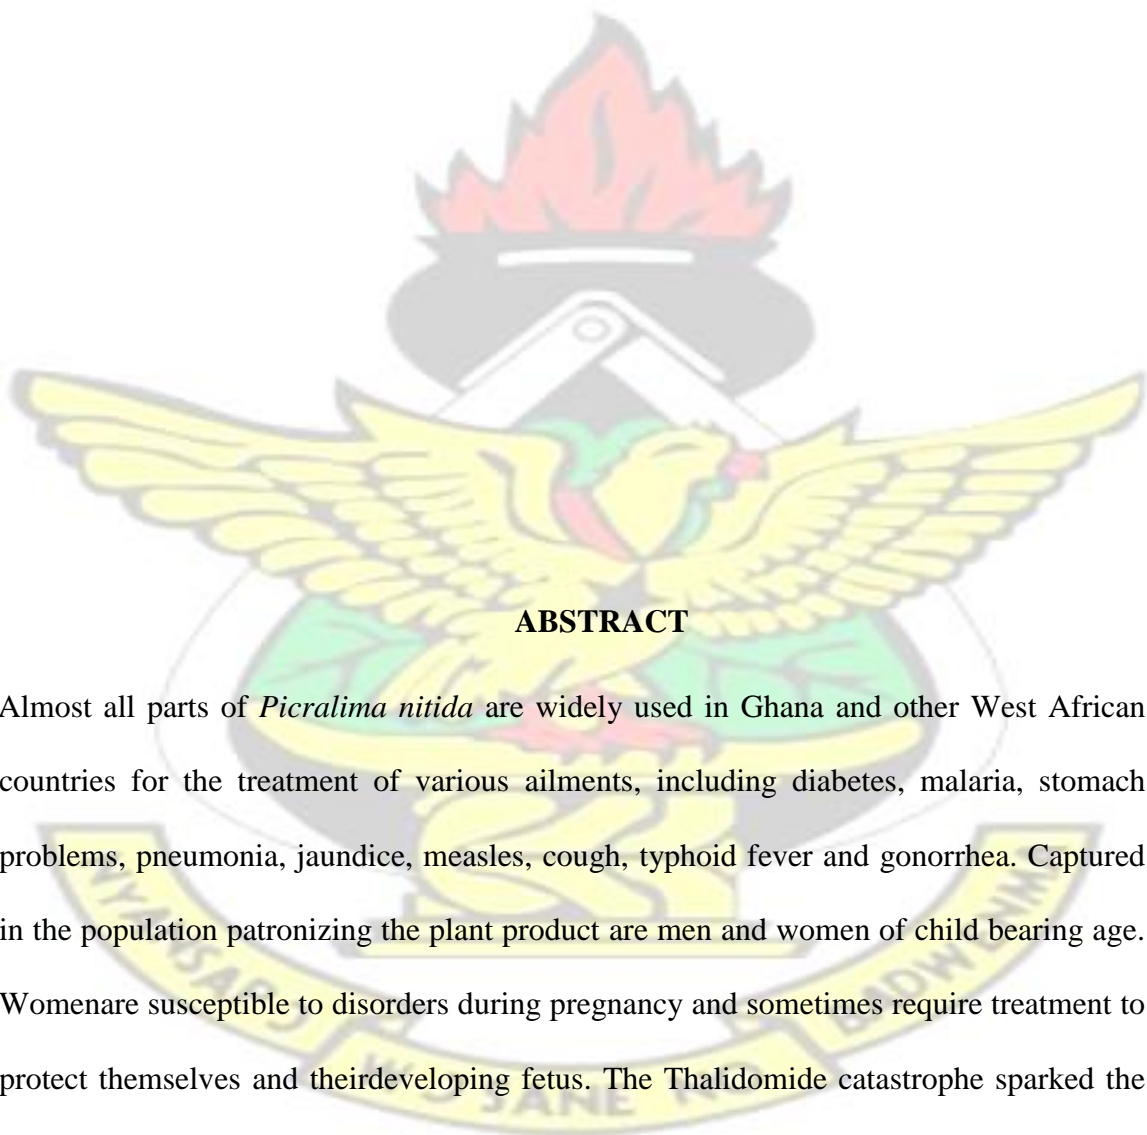 ABSTRACT
Almost all parts of Picralima nitida are widely used in Ghana and other West African
countries for the treatment of various ailments, including diabetes, malaria, stomach
problems, pneumonia, jaundice, measles, cough, typhoid fever and gonorrhea. Captured
in the population patronizing the plant product are men and women of child bearing age.
Womenare susceptible to disorders during pregnancy and sometimes require treatment to
protect themselves and theirdeveloping fetus. The Thalidomide catastrophe sparked the